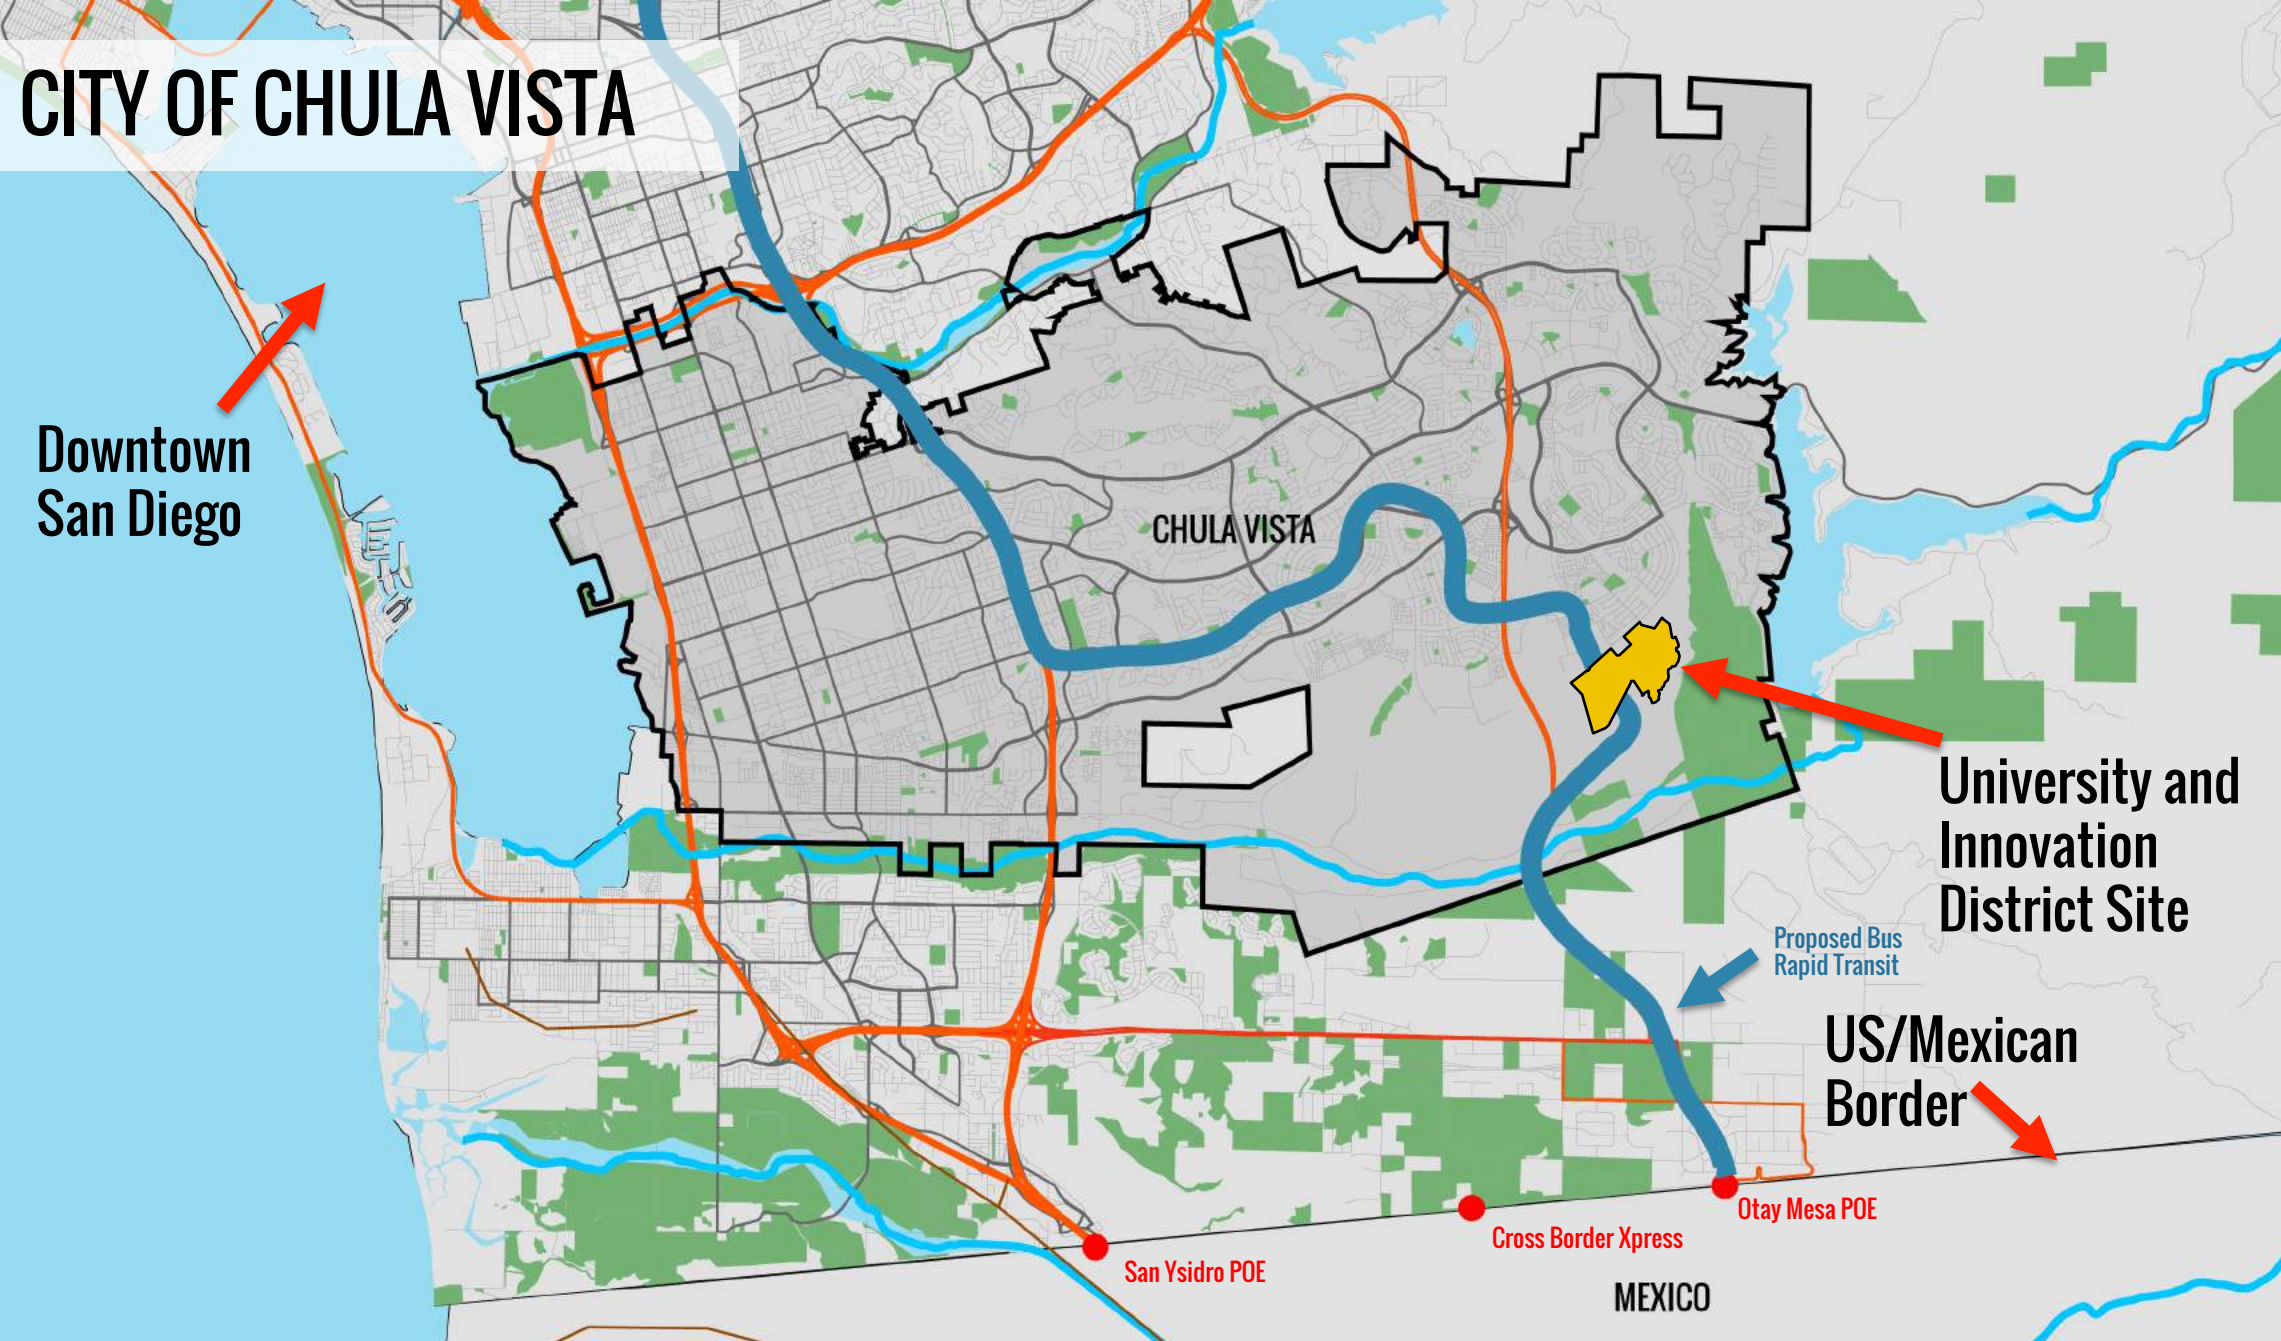 CITY OF CHULA VISTA
Downtown
San Diego
CHULA VISTA
University and
Innovation
District Site
Proposed Bus
Rapid Transit
US/Mexican
Border
Otay Mesa POE
Cross Border Xpress
San Ysidro POE
MEXICO